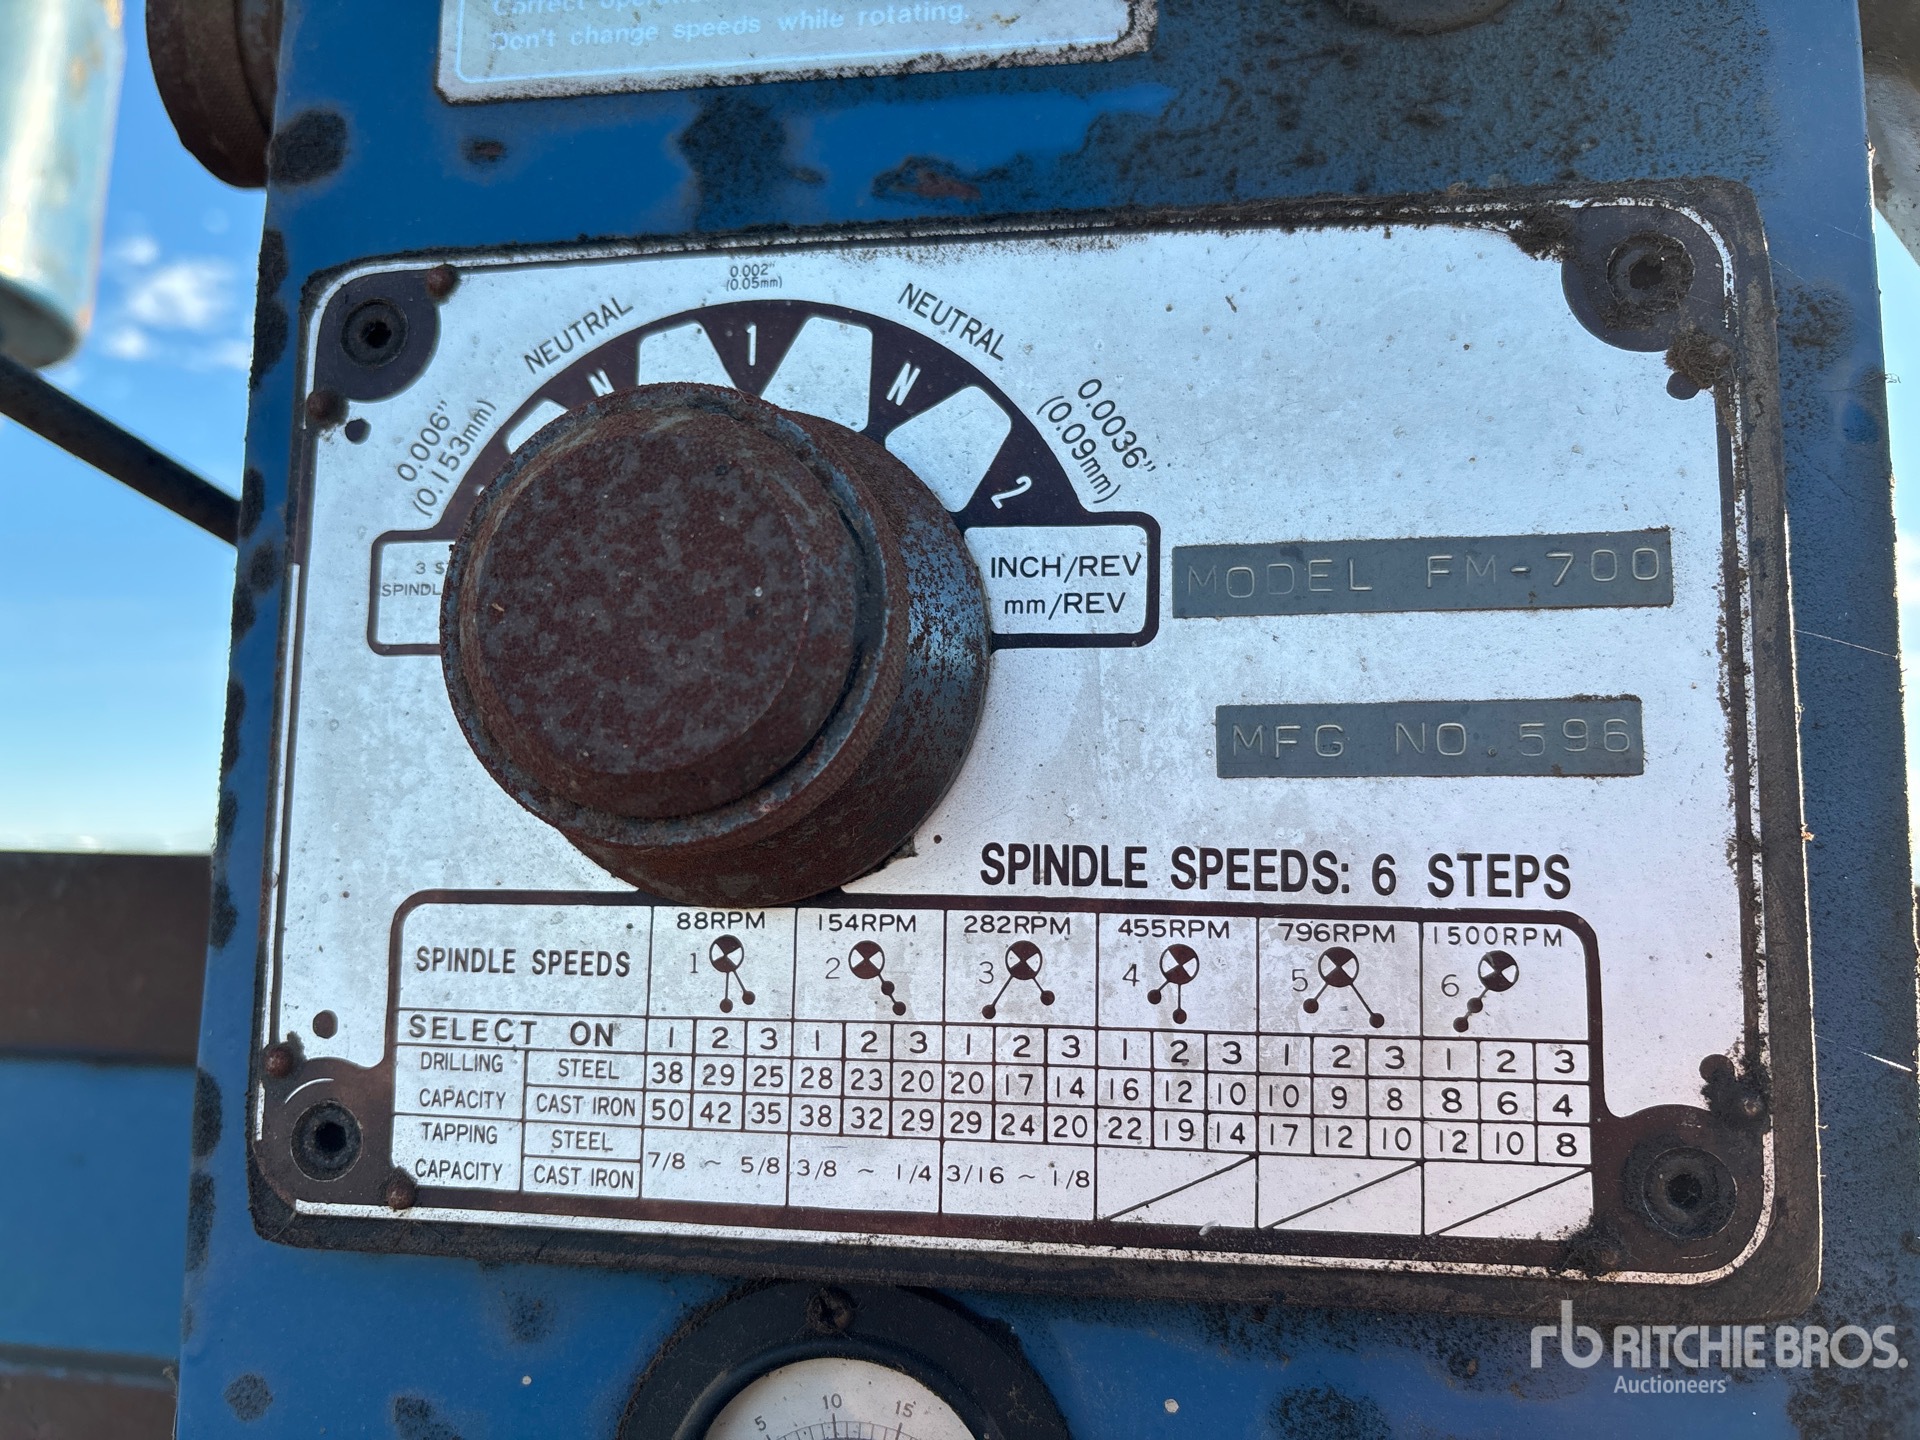 Correct
Don't change speeds while rotating.
0.002"
(0.05mm)
NEUTRAL
NEUTRAL
0.006"
(0.153mm)
0.0036"
(0.09mm)
N 1 N 2
3
INCH/REV
mm/REV
MODEL FM-700
MFG NO.596
SPINDLE SPEEDS: 6 STEPS
SPINDLE SPEEDS 88RPM 154RPM 282RPM 455RPM 796RPM 1500RPM
1 2 3 4 5 6
SELECT ON 1 2 3 1 2 3 1 2 3 1 2 3 1 2 3 1 2 3
DRILLING CAPACITY STEEL 38 29 25 28 23 20 20 17 14 16 12 10 10 9 8 8 6 4
CAST IRON 50 42 35 38 32 29 29 24 20 22 19 14 17 12 10 12 10 8
TAPPING CAPACITY STEEL
CAST IRON 7/8 ~ 5/8 3/8 ~ 1/4 3/16 ~ 1/8
5 10 15
rb RITCHIE BROS.
Auctioneers